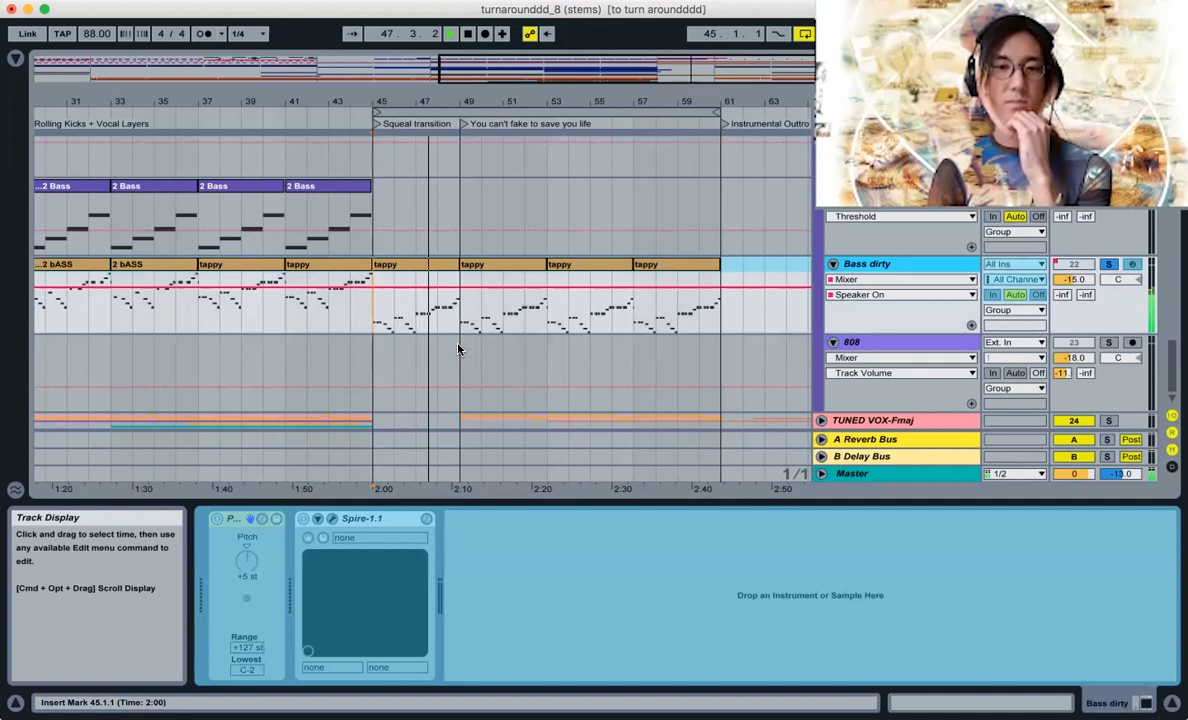 turnarounddd_8 (stems) [to turn aroundddd]
Link TAP 88.00 4 / 4 1/4 47. 3. 2 45. 1. 1
31 33 35 37 39 41 43 45 47 49 51 53 55 57 59 61 63
Rolling Kicks + Vocal Layers Squeal transition You can't fake to save you life Instrumental Outtro
...2 Bass 2 Bass 2 Bass 2 Bass
Threshold In Auto Off -inf -inf
Group
...2 bASS 2 bASS tappy tappy tappy tappy tappy tappy
Bass dirty All Ins 22 S
Mixer All Channe -15.0 C
Speaker On In Auto Off -inf -inf
Group
808 Ext. In 23 S
Mixer 1 -18.0 C
Track Volume In Auto Off -11. -inf
Group
TUNED VOX-Fmaj 24 S
A Reverb Bus A S Post
B Delay Bus B S Post
1/1 Master 1/2 0 -13.0
1:20 1:30 1:40 1:50 2:00 2:10 2:20 2:30 2:40 2:50
Track Display
Click and drag to select time, then use
any available Edit menu command to
edit.
[Cmd + Opt + Drag] Scroll Display
P...
Pitch
+5 st
Range
+127 st
Lowest
C-2
Spire-1.1
none
none none
Drop an Instrument or Sample Here
Insert Mark 45.1.1 (Time: 2:00)
Bass dirty